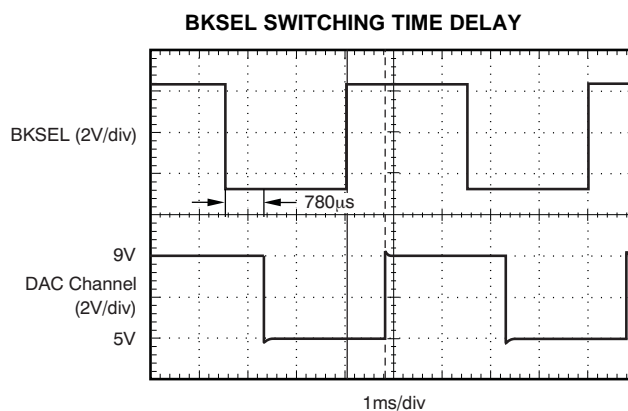 BKSEL SWITCHING TIME DELAY
BKSEL (2V/div)
780µs
9V
DAC Channel
(2V/div)
5V
1ms/div